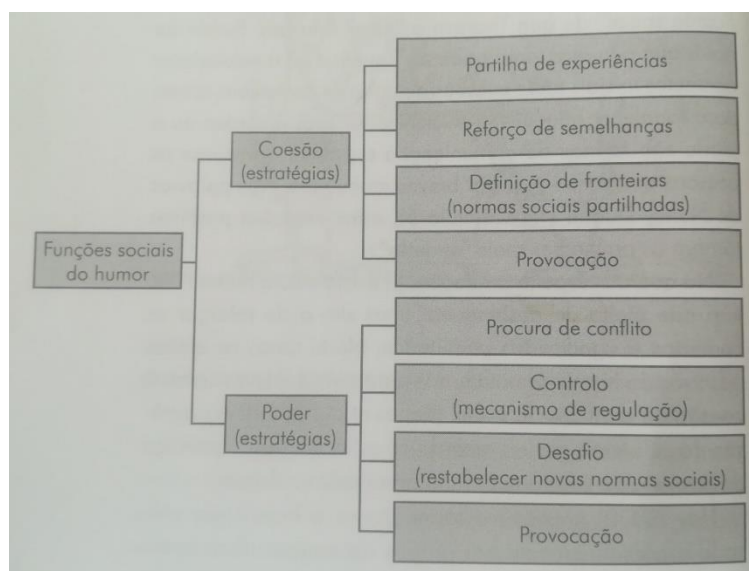 Funções sociais
do humor
Coesão
(estratégias)
Partilha de experiências
Reforço de semelhanças
Definição de fronteiras
(normas sociais partilhadas)
Provocação
Poder
(estratégias)
Procura de conflito
Controlo
(mecanismo de regulação)
Desafio
(restabelecer novas normas sociais)
Provocação